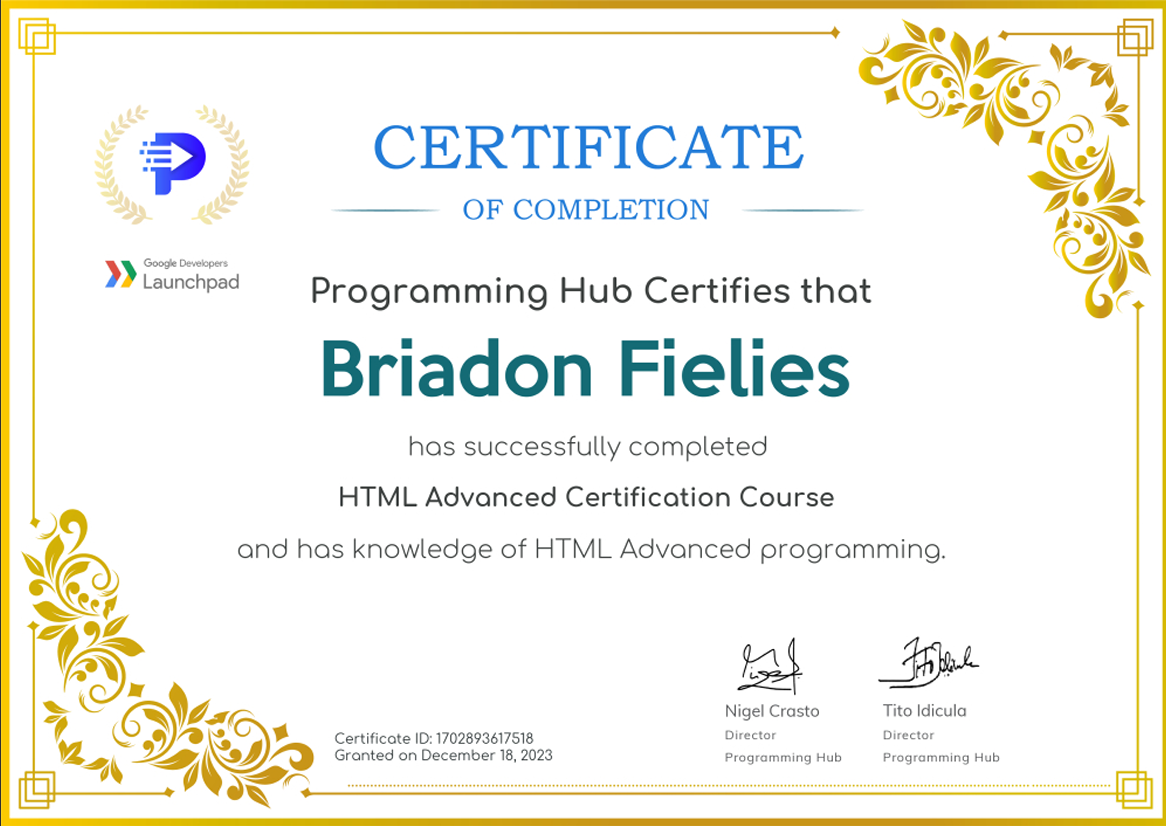 CERTIFICATE
OF COMPLETION
Google Developers
Launchpad
Programming Hub Certifies that
Briadon Fielies
has successfully completed
HTML Advanced Certification Course
and has knowledge of HTML Advanced programming.
Nigel Crasto
Director
Programming Hub
Tito Idicula
Director
Programming Hub
Certificate ID: 1702893617518
Granted on December 18, 2023